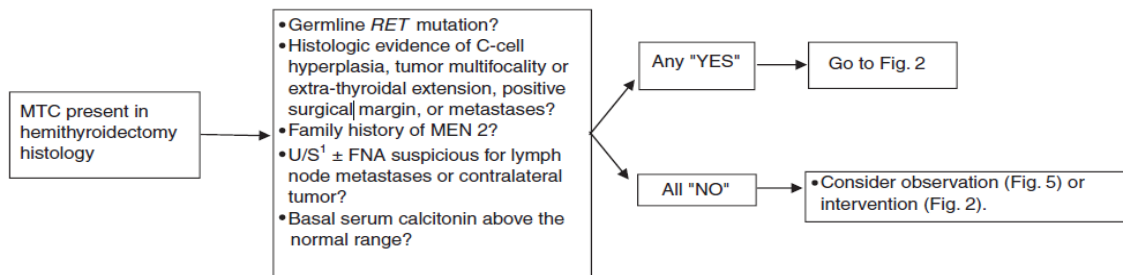 MTC present in
hemithyroidectomy
histology
•Germline RET mutation?
•Histologic evidence of C-cell
hyperplasia, tumor multifocality or
extra-thyroidal extension, positive
surgical margin, or metastases?
•Family history of MEN 2?
•U/S¹ ± FNA suspicious for lymph
node metastases or contralateral
tumor?
•Basal serum calcitonin above the
normal range?
Any "YES"
Go to Fig. 2
All "NO"
•Consider observation (Fig. 5) or
intervention (Fig. 2).